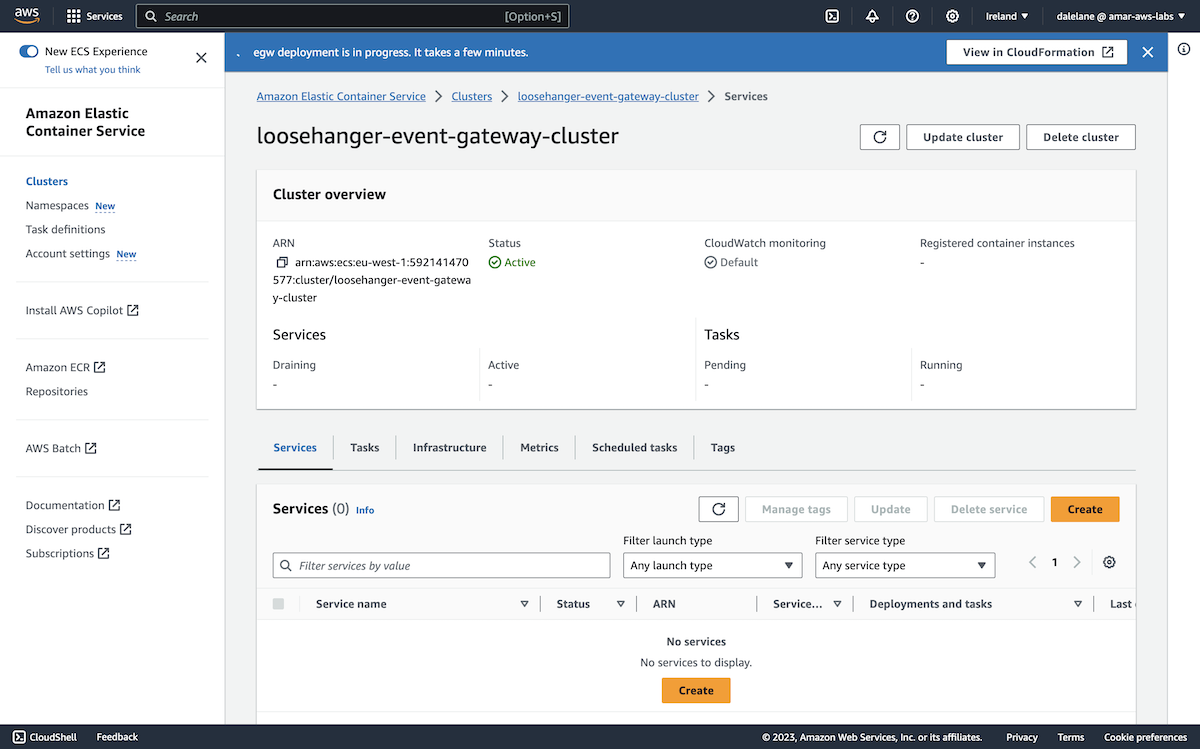 aws
Services
Search
[Option+S]
Ireland
dalelane @ amar-aws-labs
New ECS Experience
Tell us what you think
egw deployment is in progress. It takes a few minutes.
View in CloudFormation
Amazon Elastic
Container Service
Clusters
Namespaces New
Task definitions
Account settings New
Install AWS Copilot
Amazon ECR
Repositories
AWS Batch
Documentation
Discover products
Subscriptions
Amazon Elastic Container Service
Clusters
loosehanger-event-gateway-cluster
Services
loosehanger-event-gateway-cluster
Update cluster
Delete cluster
Cluster overview
ARN
arn:aws:ecs:eu-west-1:592141470
577:cluster/loosehanger-event-gatewa
y-cluster
Status
Active
CloudWatch monitoring
Default
Registered container instances
-
Services
Draining
-
Active
-
Tasks
Pending
-
Running
-
Services
Tasks
Infrastructure
Metrics
Scheduled tasks
Tags
Services (0) Info
Manage tags
Update
Delete service
Create
Filter services by value
Filter launch type
Any launch type
Filter service type
Any service type
1
Service name
Status
ARN
Service...
Deployments and tasks
Last
No services
No services to display.
Create
CloudShell
Feedback
© 2023, Amazon Web Services, Inc. or its affiliates.
Privacy
Terms
Cookie preferences